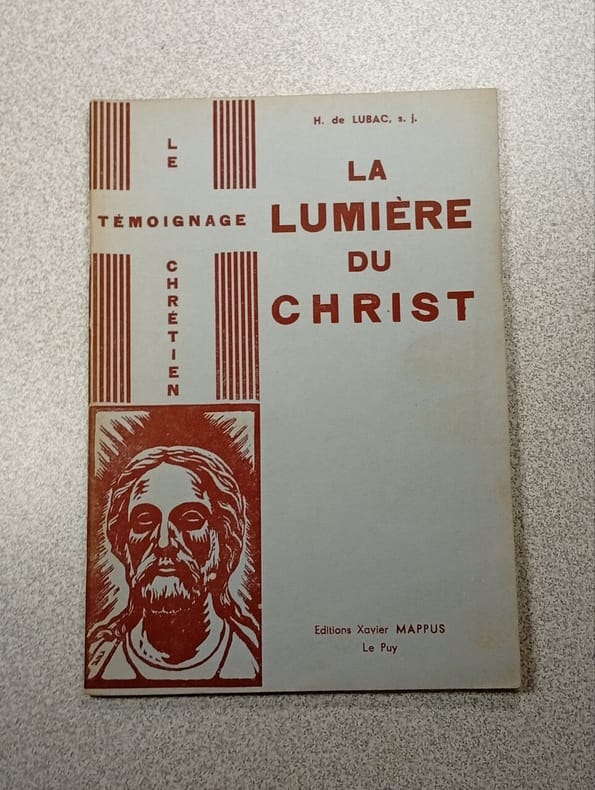 LE
TÉMOIGNAGE
CHRÉTIEN
H. de LUBAC, s. j.
LA
LUMIÈRE
DU
CHRIST
Editions Xavier MAPPUS
Le Puy